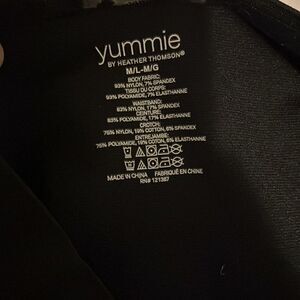 yummie
BY HEATHER THOMSON®
M/L-M/G
BODY FABRIC:
93% NYLON, 7% SPANDEX
TISSU DU CORPS:
93% POLYAMIDE, 7% ELASTHANNE
WAISTBAND:
83% NYLON, 17% SPANDEX
CEINTURE:
83% POLYAMIDE, 17% ELASTHANNE
CROTCH:
75% NYLON, 19% COTTON, 6% SPANDEX
ENTREJAMBE:
75% POLYAMIDE, 19% COTON, 6% ELASTHANNE
MADE IN CHINA FABRIQUÉ EN CHINE
RN# 121367